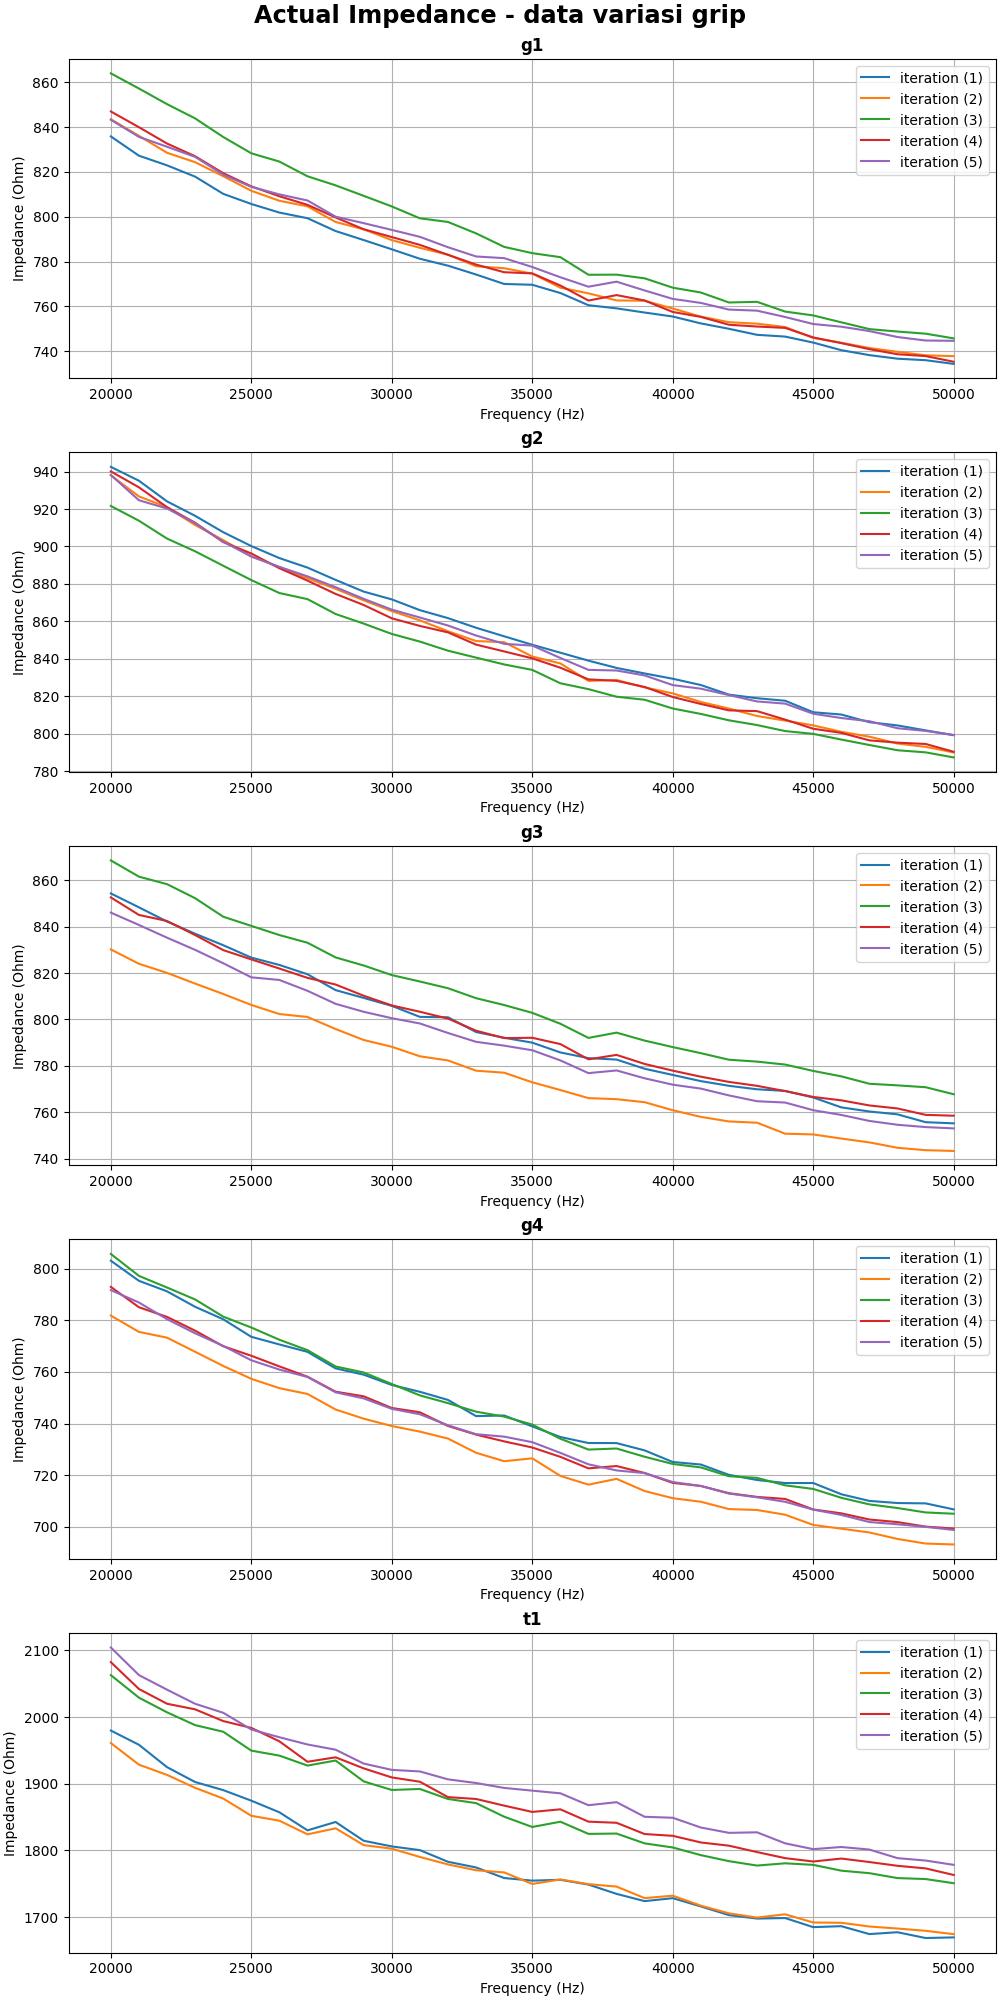 Actual Impedance - data variasi grip
g1
Impedance (Ohm)
860
840
820
800
780
760
740
iteration (1)
iteration (2)
iteration (3)
iteration (4)
iteration (5)
20000 25000 30000 35000 40000 45000 50000
Frequency (Hz)
g2
Impedance (Ohm)
940
920
900
880
860
840
820
800
780
iteration (1)
iteration (2)
iteration (3)
iteration (4)
iteration (5)
20000 25000 30000 35000 40000 45000 50000
Frequency (Hz)
g3
Impedance (Ohm)
860
840
820
800
780
760
740
iteration (1)
iteration (2)
iteration (3)
iteration (4)
iteration (5)
20000 25000 30000 35000 40000 45000 50000
Frequency (Hz)
g4
Impedance (Ohm)
800
780
760
740
720
700
iteration (1)
iteration (2)
iteration (3)
iteration (4)
iteration (5)
20000 25000 30000 35000 40000 45000 50000
Frequency (Hz)
t1
Impedance (Ohm)
2100
2000
1900
1800
1700
iteration (1)
iteration (2)
iteration (3)
iteration (4)
iteration (5)
20000 25000 30000 35000 40000 45000 50000
Frequency (Hz)